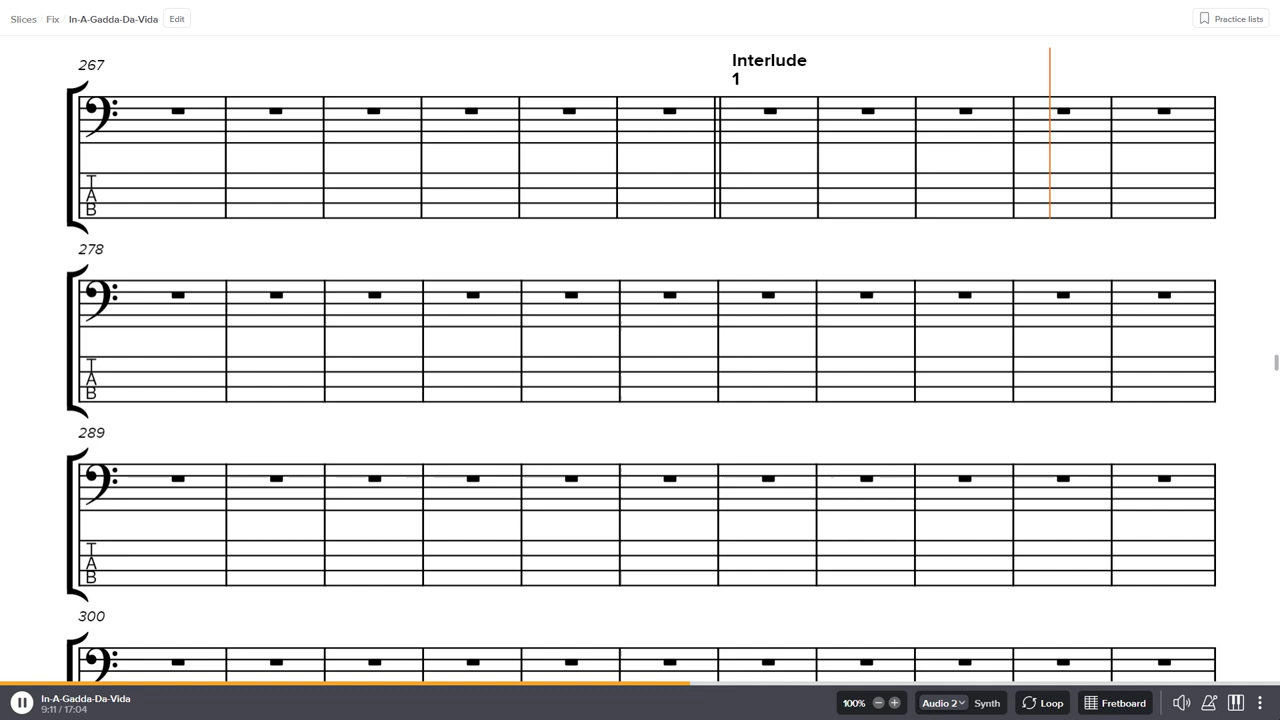 Slices / Fix / In-A-Gadda-Da-Vida Edit Practice lists
267
Interlude
1
T
A
B
278
T
A
B
289
T
A
B
300
In-A-Gadda-Da-Vida
9:11 / 17:04
100% Audio 2 Synth Loop Fretboard